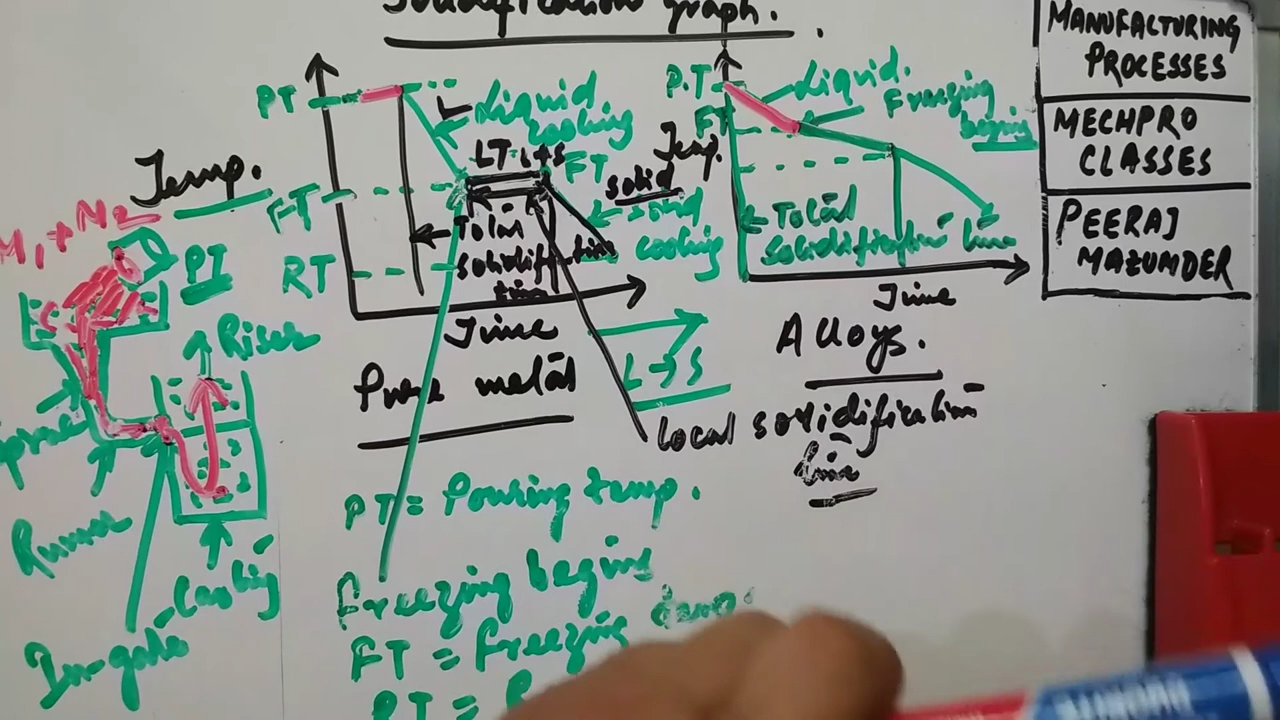 Solidification graph.
MANUFACTURING
PROCESSES
MECHPRO
CLASSES
PEERAJ
MAZUMDER
PT
L
Liquid
cooling
LT L+S
FT
Temp.
FT
RT
Total
solidification
time
solid
solid
cooling
Time
Pure metal
P.T
Liquid.
Freezing
begins
FT
Temp.
Total
solidification time
Time
Alloys.
L→S
local solidification
time
M1+M2
PT
Riser
Runner
Casting
In-gate
PT = Pouring temp.
Freezing begins
FT = freezing
RT =